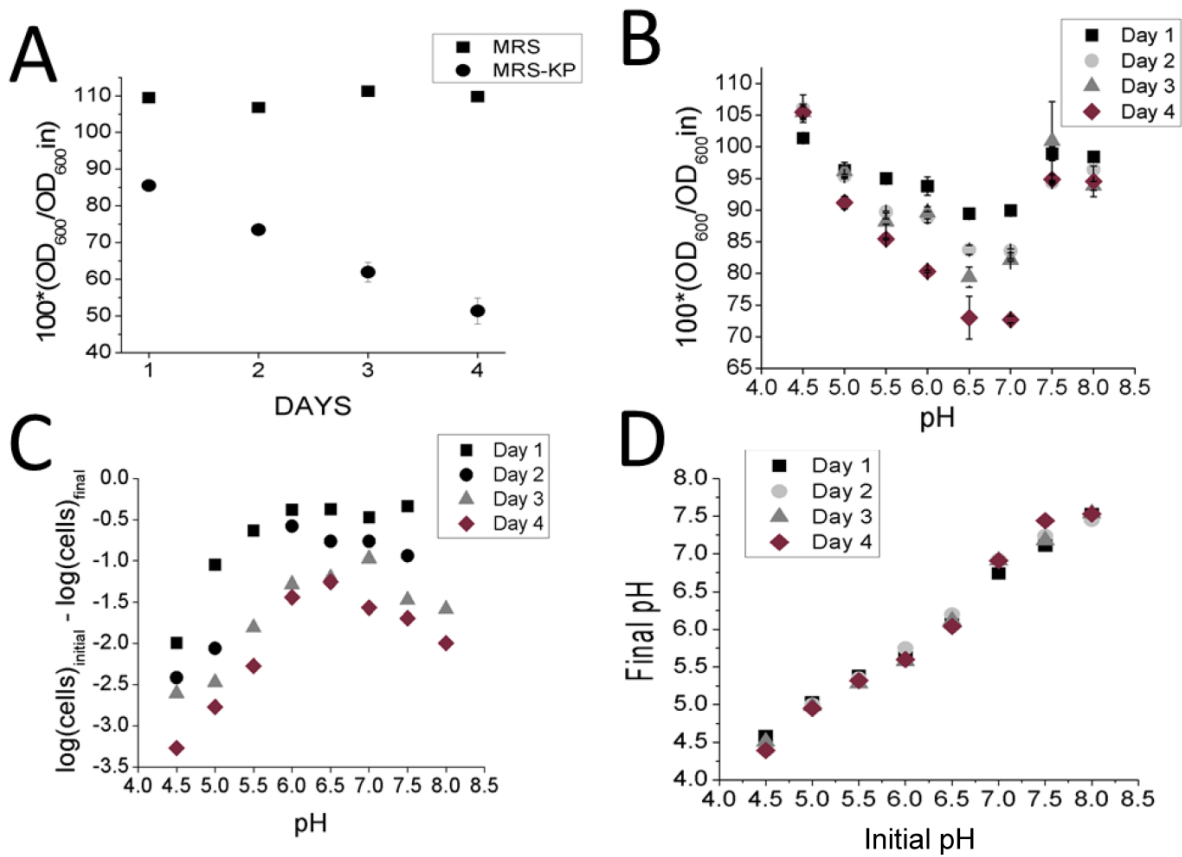 A
MRS
MRS-KP
110
100
90
80
70
60
50
40
1 2 3 4
100*(OD600/OD600in)
DAYS
B
Day 1
Day 2
Day 3
Day 4
110
105
100
95
90
85
80
75
70
65
4.0 4.5 5.0 5.5 6.0 6.5 7.0 7.5 8.0 8.5
100*(OD600/OD600in)
pH
C
Day 1
Day 2
Day 3
Day 4
0.0
-0.5
-1.0
-1.5
-2.0
-2.5
-3.0
-3.5
4.0 4.5 5.0 5.5 6.0 6.5 7.0 7.5 8.0 8.5
log(cells)initial - log(cells)final
pH
D
Day 1
Day 2
Day 3
Day 4
8.0
7.5
7.0
6.5
6.0
5.5
5.0
4.5
4.0
4.0 4.5 5.0 5.5 6.0 6.5 7.0 7.5 8.0 8.5
Final pH
Initial pH